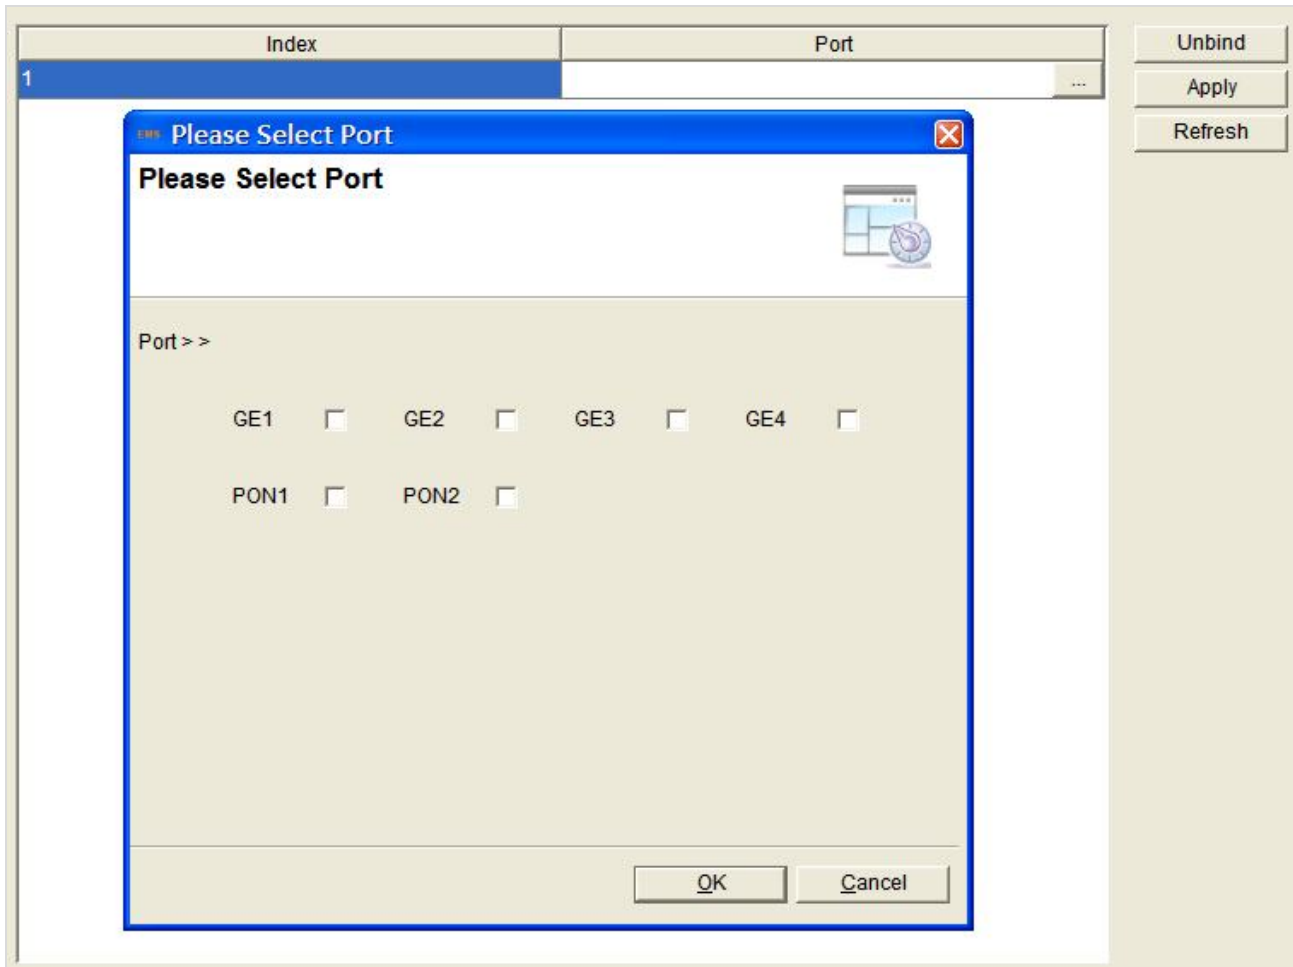 Index Port Unbind
1 ... Apply
EMS Please Select Port Refresh
Please Select Port
Port > >
GE1 GE2 GE3 GE4
PON1 PON2
OK Cancel